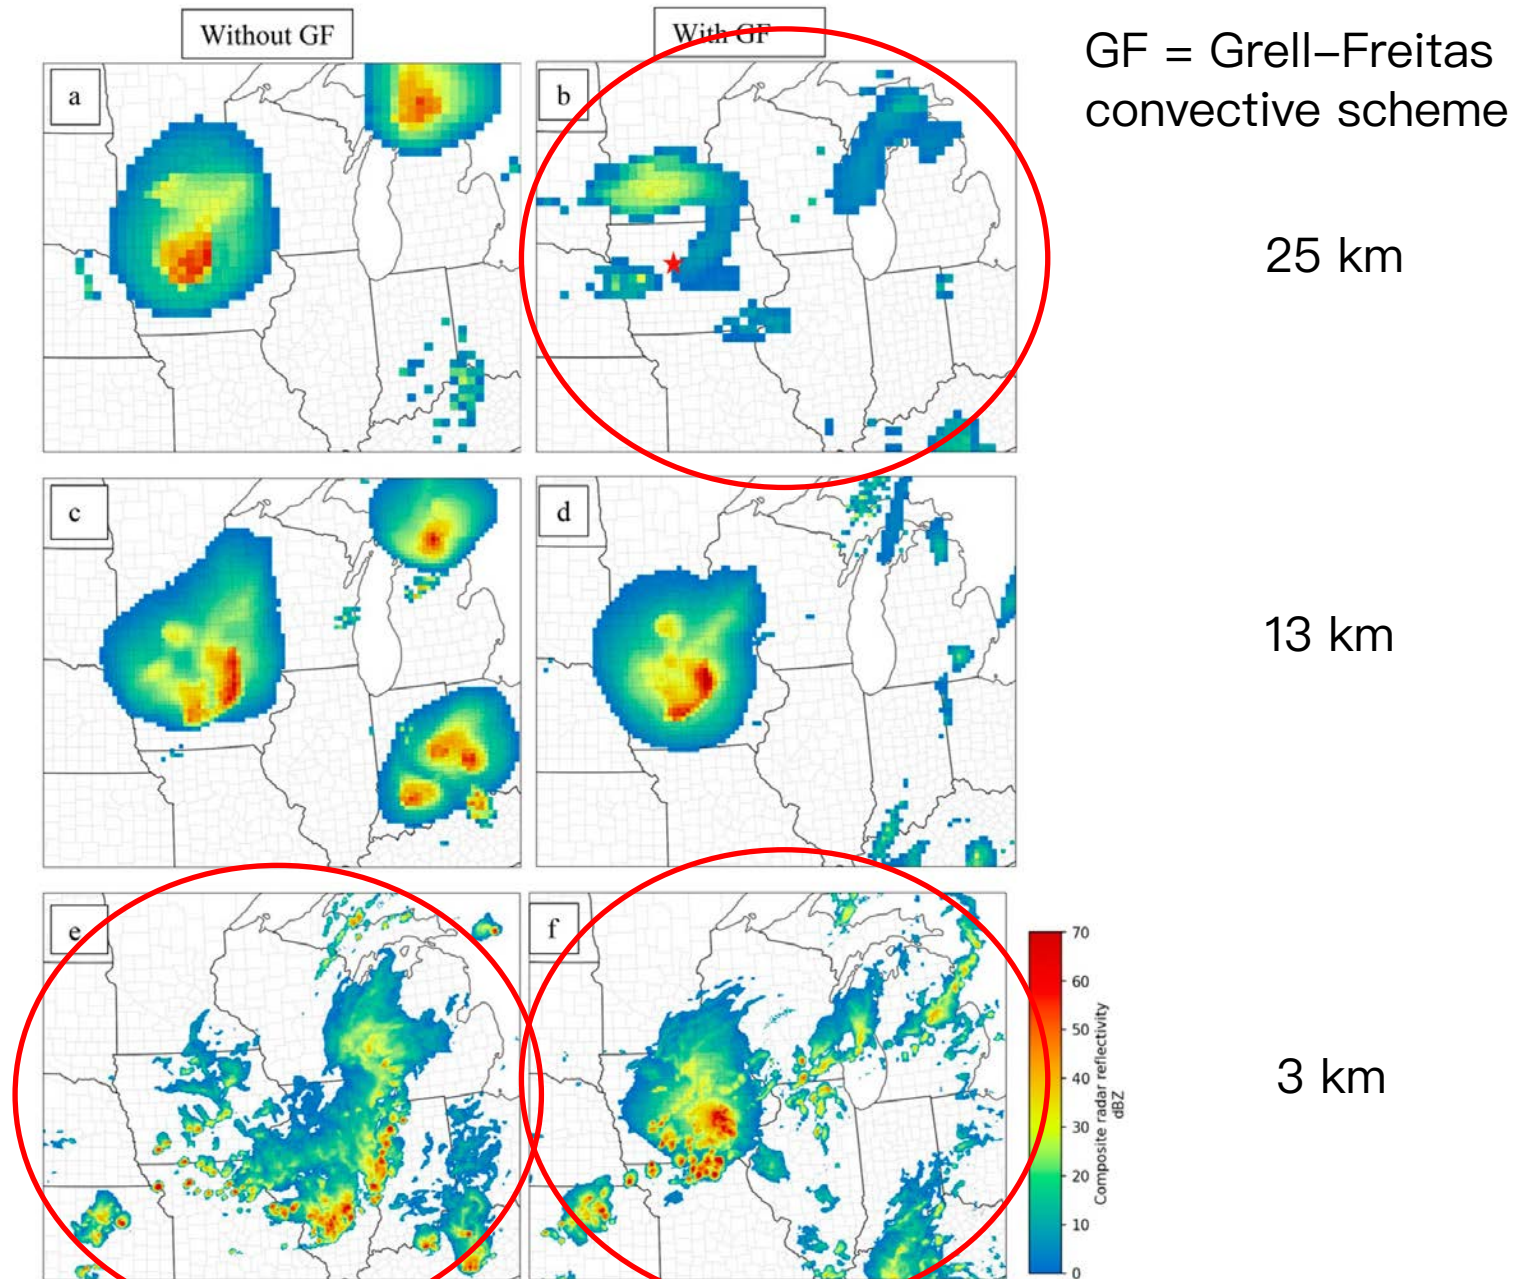 Without GF
With GF
GF = Grell–Freitas
convective scheme
a
b
25 km
c
d
13 km
e
f
3 km
70
60
50
40
30
20
10
0
Composite radar reflectivity
dBZ